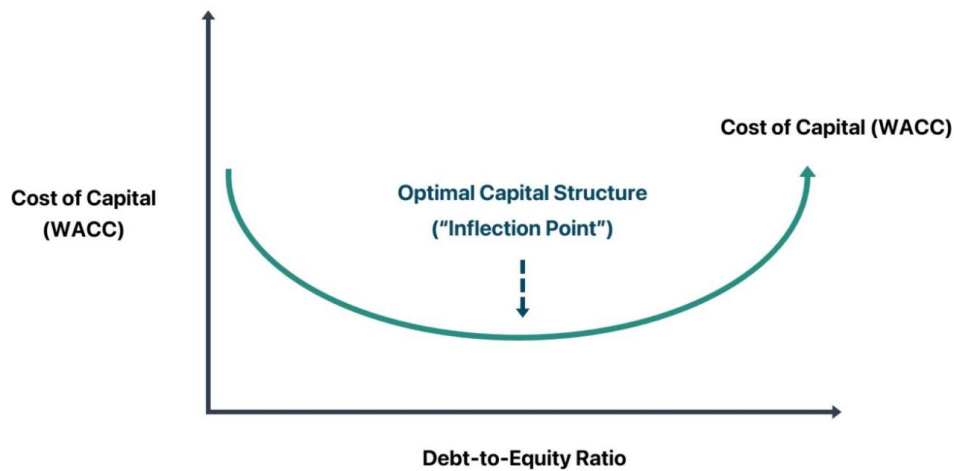 Cost of Capital (WACC)
Cost of Capital
(WACC)
Optimal Capital Structure
(“Inflection Point”)
Debt-to-Equity Ratio